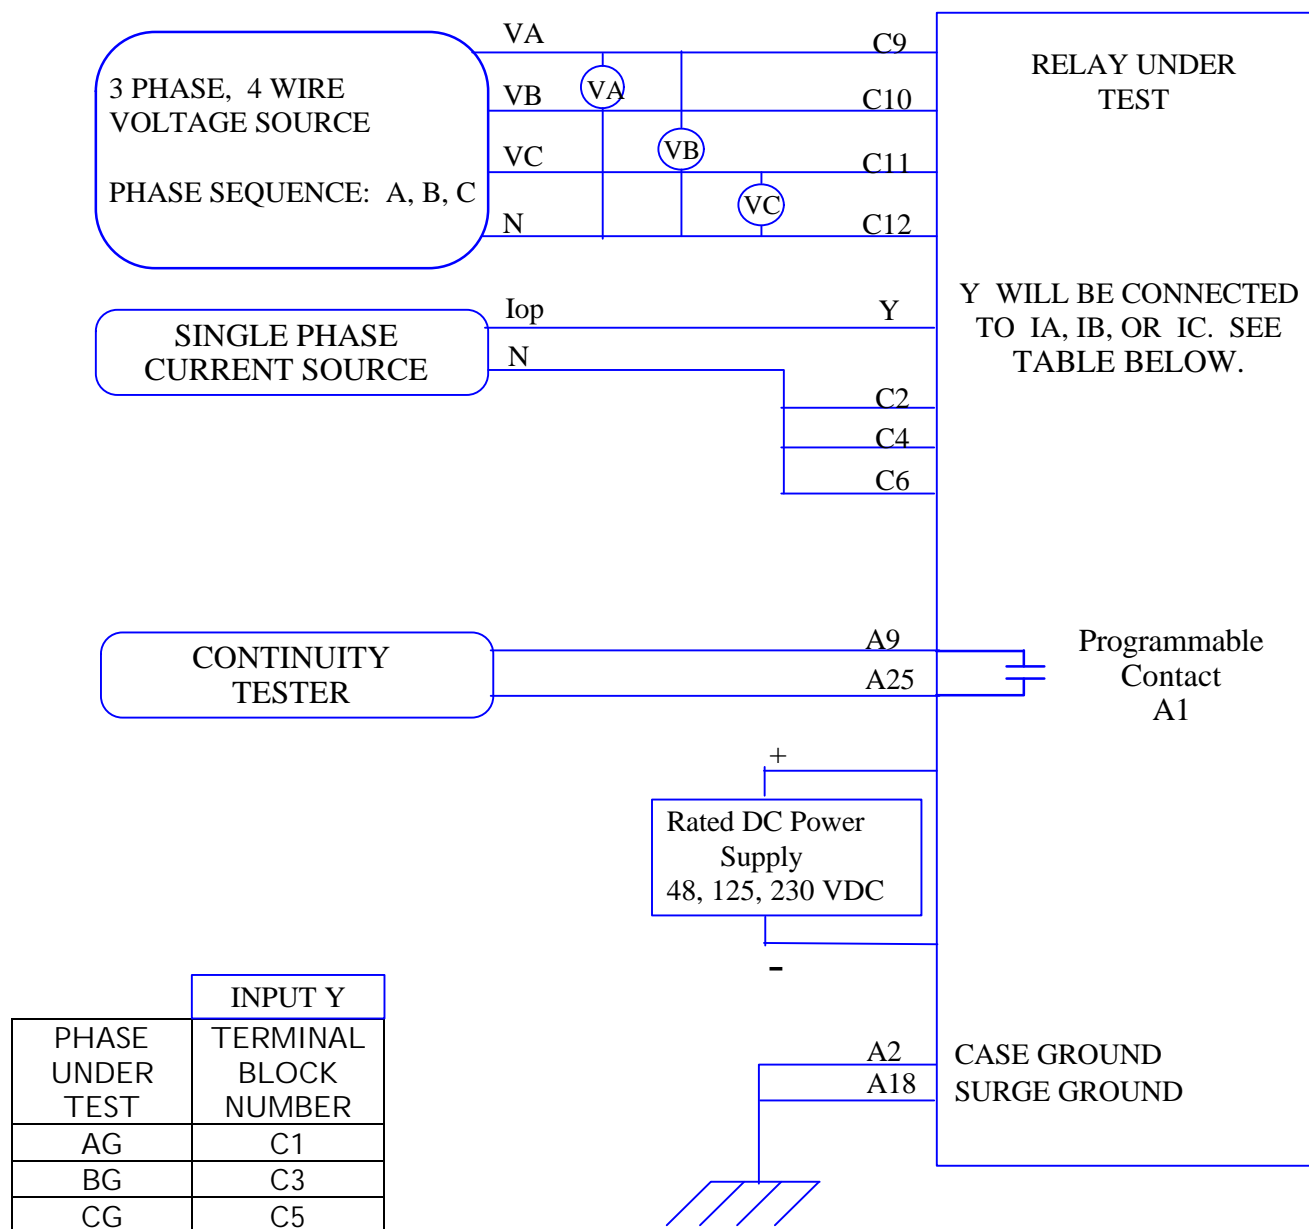 VA
C9
3 PHASE, 4 WIRE
VOLTAGE SOURCE
PHASE SEQUENCE: A, B, C
VA
VB
C10
VB
VC
C11
VC
N
C12
RELAY UNDER
TEST
SINGLE PHASE
CURRENT SOURCE
Iop
Y
N
C2
C4
C6
Y WILL BE CONNECTED
TO IA, IB, OR IC. SEE
TABLE BELOW.
CONTINUITY
TESTER
A9
A25
Programmable
Contact
A1
+
Rated DC Power
Supply
48, 125, 230 VDC
-
INPUT Y
PHASE UNDER TEST
TERMINAL BLOCK NUMBER
AG C1
BG C3
CG C5
A2 CASE GROUND
A18 SURGE GROUND